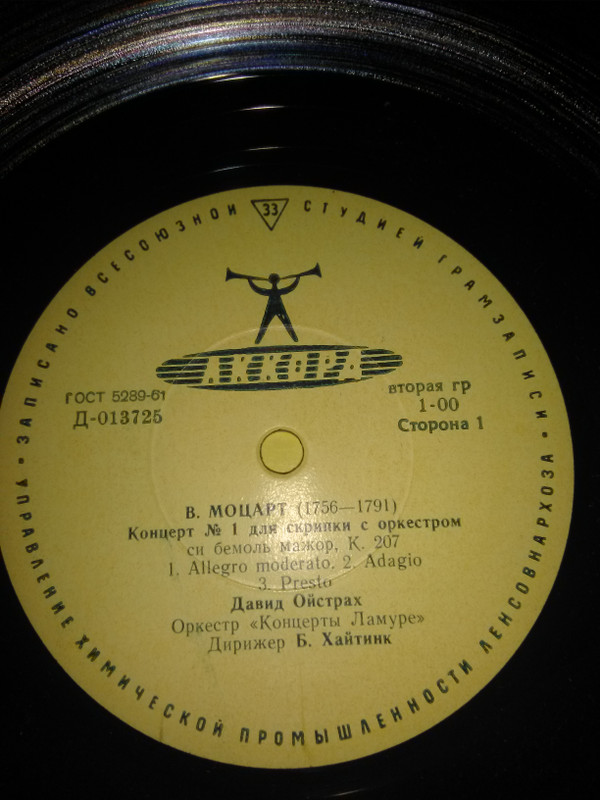 ЗАПИСАНО ВСЕСОЮЗНОЙ 33 СТУДИЕЙ ГРАМЗАПИСИ •
УПРАВЛЕНИЕ ХИМИЧЕСКОЙ ПРОМЫШЛЕННОСТИ ЛЕНСОВНАРХОЗА •
АККОРД
ГОСТ 5289-61
Д-013725
вторая гр
1-00
Сторона 1
В. МОЦАРТ (1756—1791)
Концерт № 1 для скрипки с оркестром
си бемоль мажор, К. 207
1. Allegro moderato. 2. Adagio
3. Presto
Давид Ойстрах
Оркестр «Концерты Ламуре»
Дирижер Б. Хайтинк